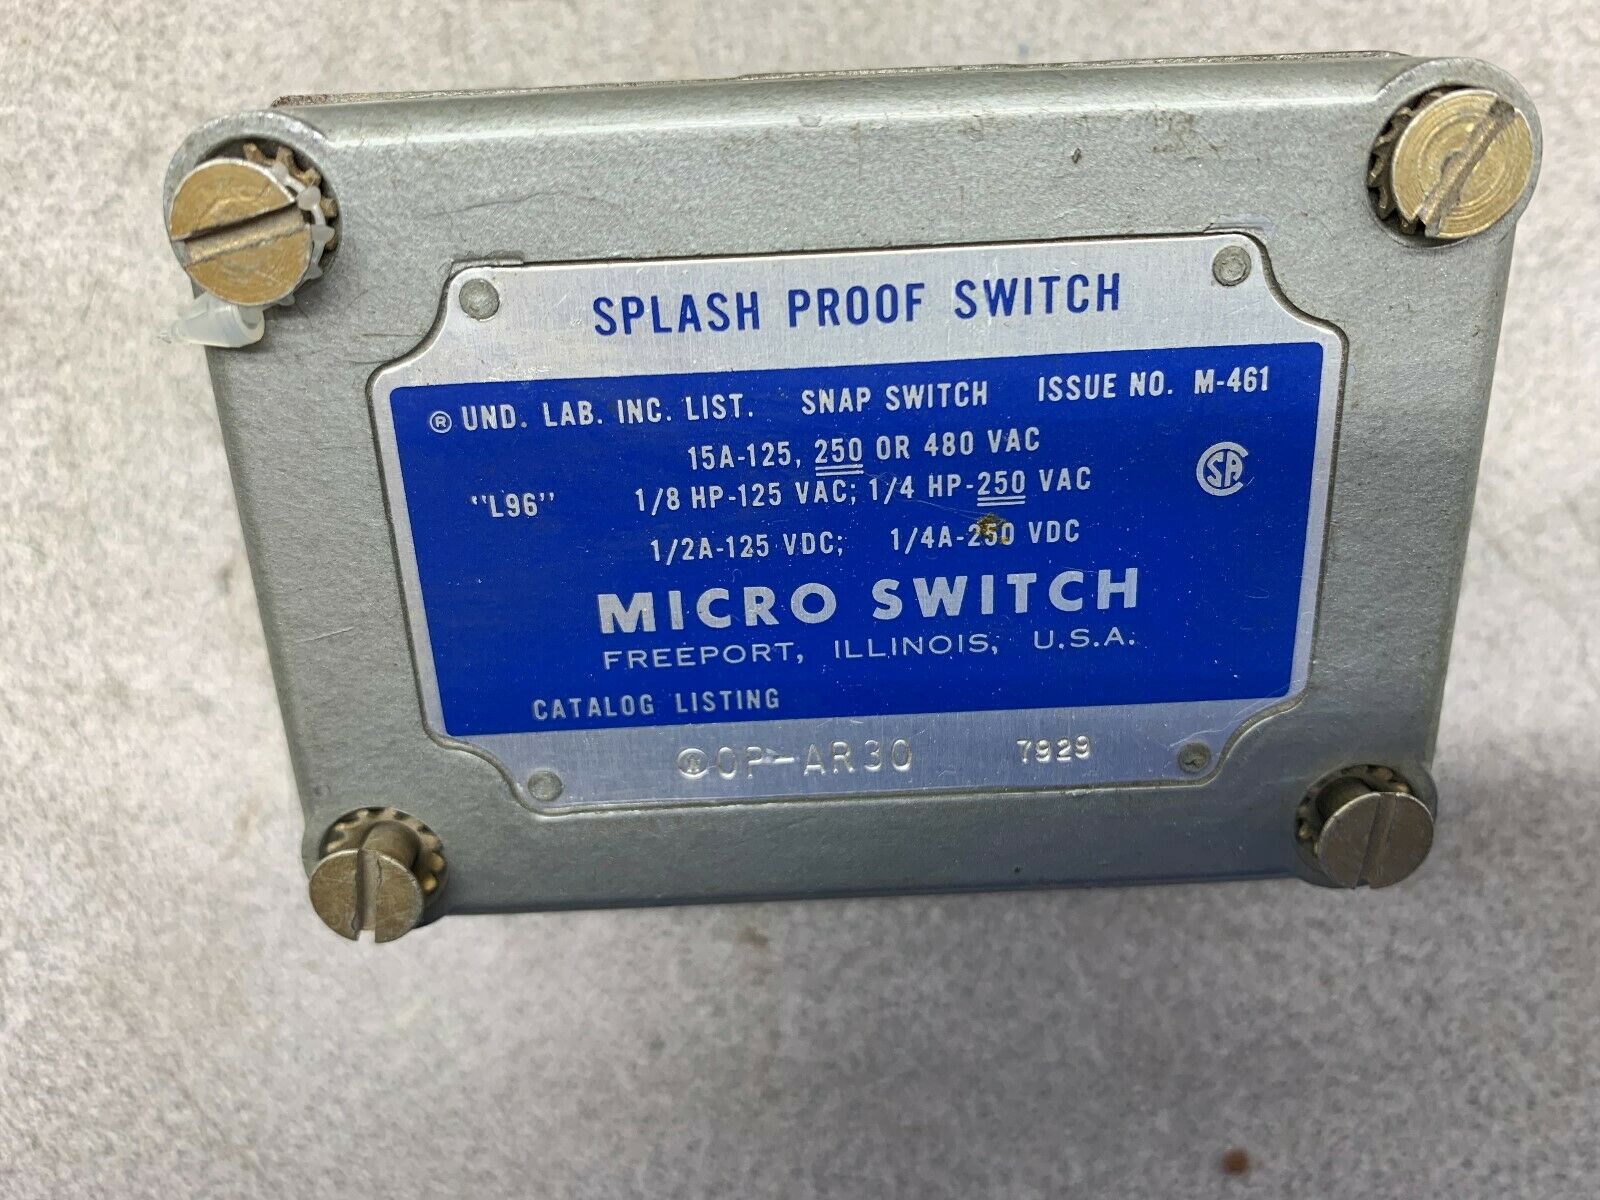 SPLASH PROOF SWITCH
® UND. LAB. INC. LIST. SNAP SWITCH ISSUE NO. M-461
15A-125, 250 OR 480 VAC
"L96" 1/8 HP-125 VAC; 1/4 HP-250 VAC
1/2A-125 VDC; 1/4A-250 VDC
CSA
MICRO SWITCH
FREEPORT, ILLINOIS, U.S.A.
CATALOG LISTING
®OP-AR30 7929